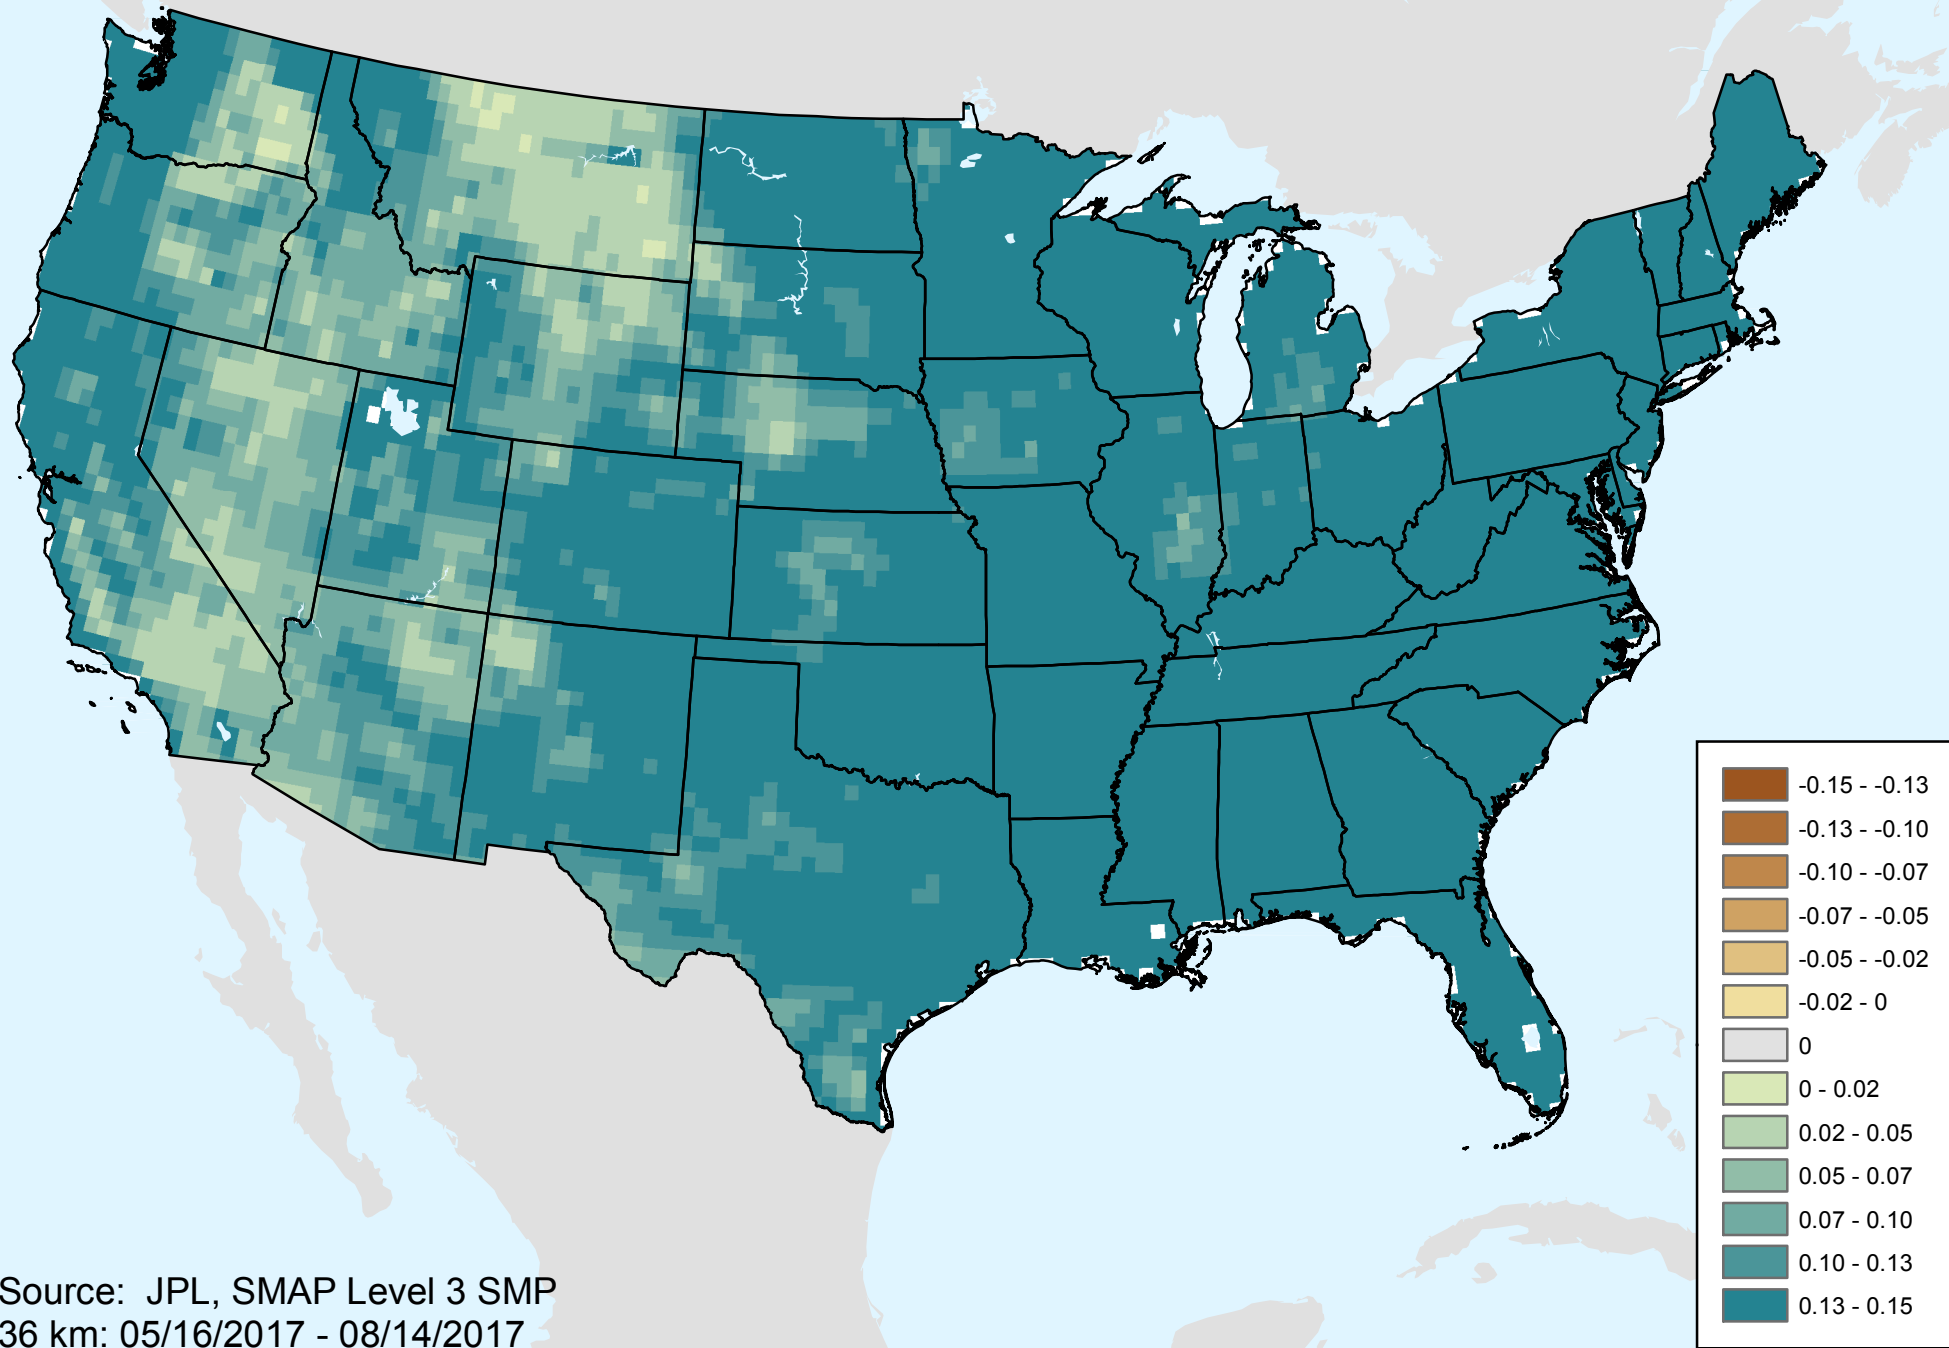 -0.15 - -0.13
-0.13 - -0.10
-0.10 - -0.07
-0.07 - -0.05
-0.05 - -0.02
-0.02 - 0
0
0 - 0.02
0.02 - 0.05
0.05 - 0.07
0.07 - 0.10
0.10 - 0.13
0.13 - 0.15
Source: JPL, SMAP Level 3 SMP
36 km: 05/16/2017 - 08/14/2017